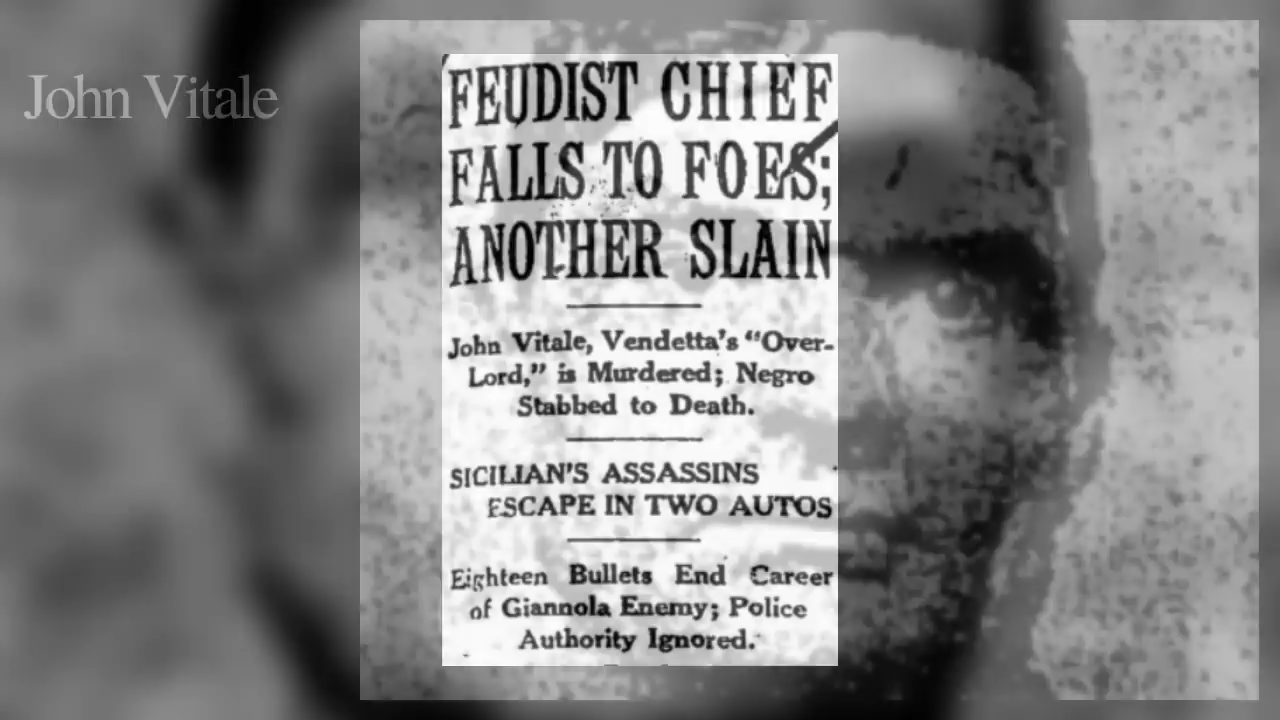 John Vitale
FEUDIST CHIEF
FALLS TO FOES;
ANOTHER SLAIN
John Vitale, Vendetta's "Over-
Lord," is Murdered; Negro
Stabbed to Death.
SICILIAN'S ASSASSINS
ESCAPE IN TWO AUTOS
Eighteen Bullets End Career
of Giannola Enemy; Police
Authority Ignored.